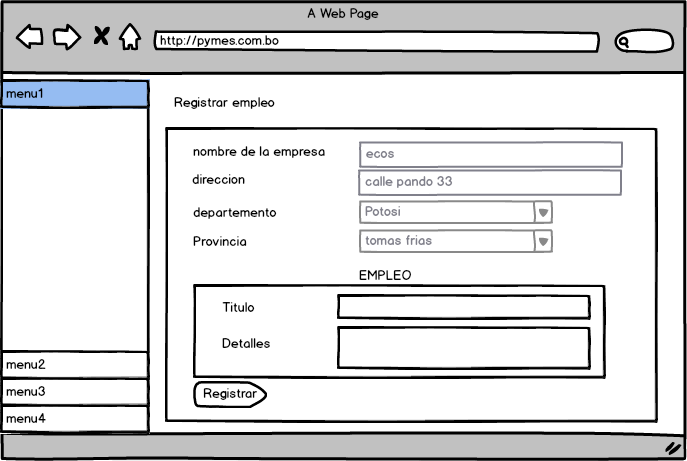 A Web Page
http://pymes.com.bo
menu1
Registrar empleo
nombre de la empresa
ecos
direccion
calle pando 33
departemento
Potosi
Provincia
tomas frias
EMPLEO
Titulo
Detalles
Registrar
menu2
menu3
menu4